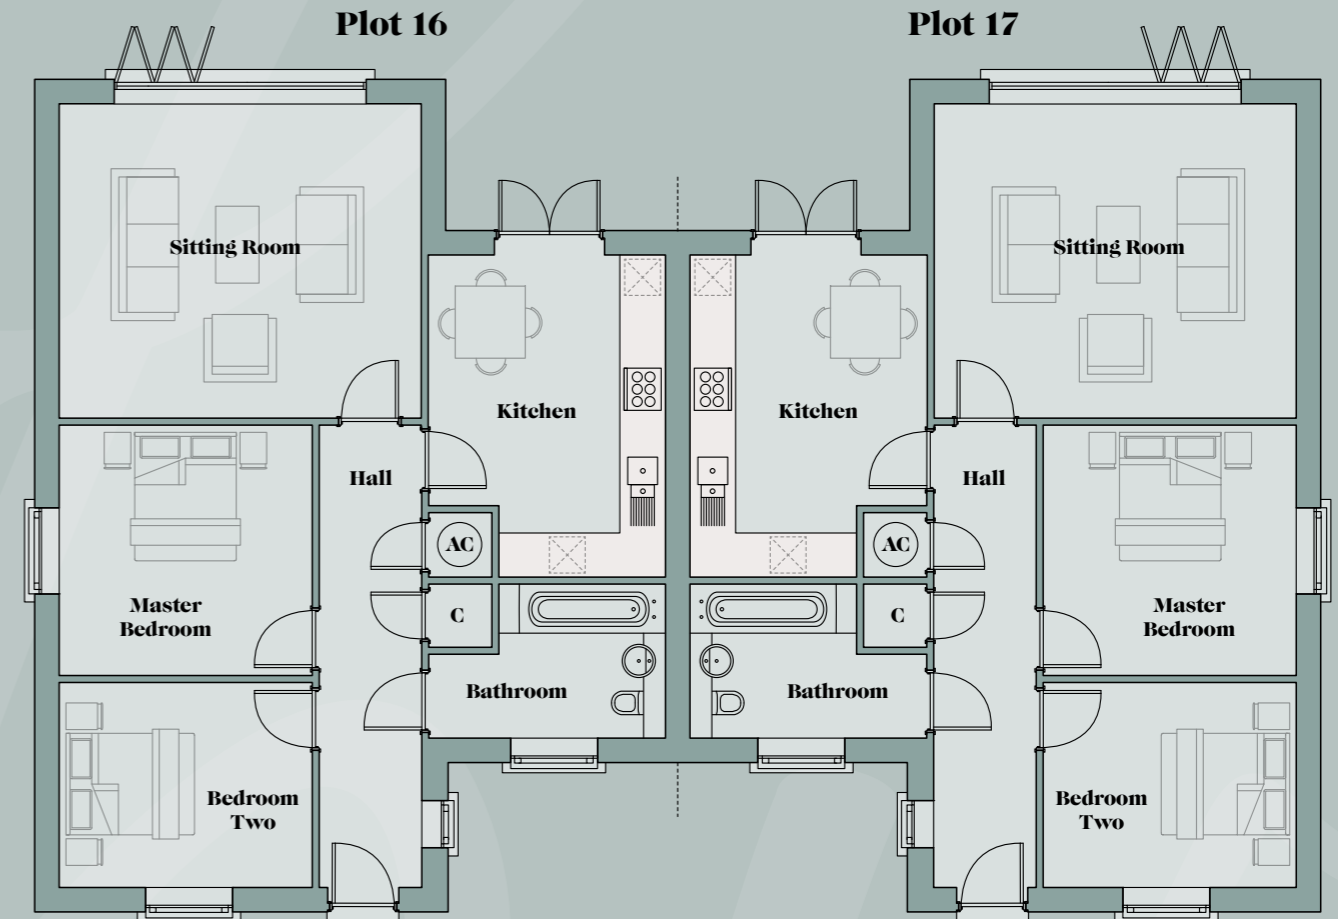 Plot 16
Plot 17
Sitting Room
Sitting Room
Kitchen
Kitchen
Hall
Hall
AC
AC
Master
Bedroom
Master
Bedroom
C
C
Bathroom
Bathroom
Bedroom
Two
Bedroom
Two